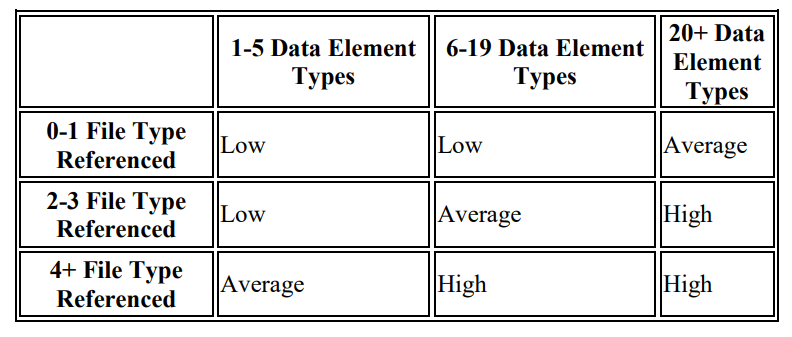 1-5 Data Element
Types
6-19 Data Element
Types
20+ Data
Element
Types
0-1 File Type
Referenced
Low
Low
Average
2-3 File Type
Referenced
Low
Average
High
4+ File Type
Referenced
Average
High
High